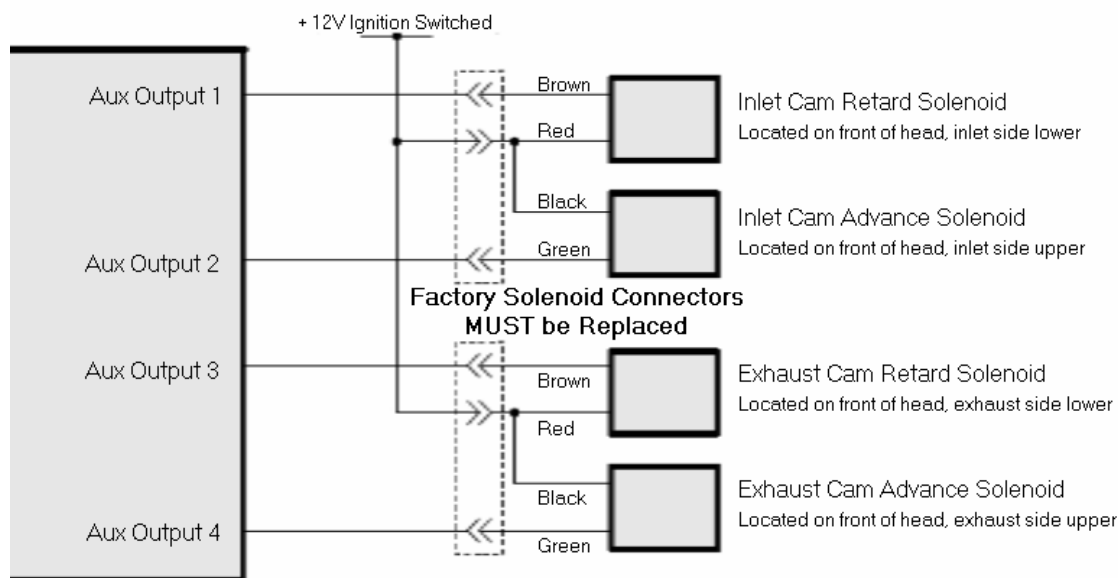 + 12V Ignition Switched
Aux Output 1
Brown
Inlet Cam Retard Solenoid
Located on front of head, inlet side lower
Red
Black
Inlet Cam Advance Solenoid
Located on front of head, inlet side upper
Aux Output 2
Green
Factory Solenoid Connectors
MUST be Replaced
Aux Output 3
Brown
Exhaust Cam Retard Solenoid
Located on front of head, exhaust side lower
Red
Black
Exhaust Cam Advance Solenoid
Located on front of head, exhaust side upper
Aux Output 4
Green